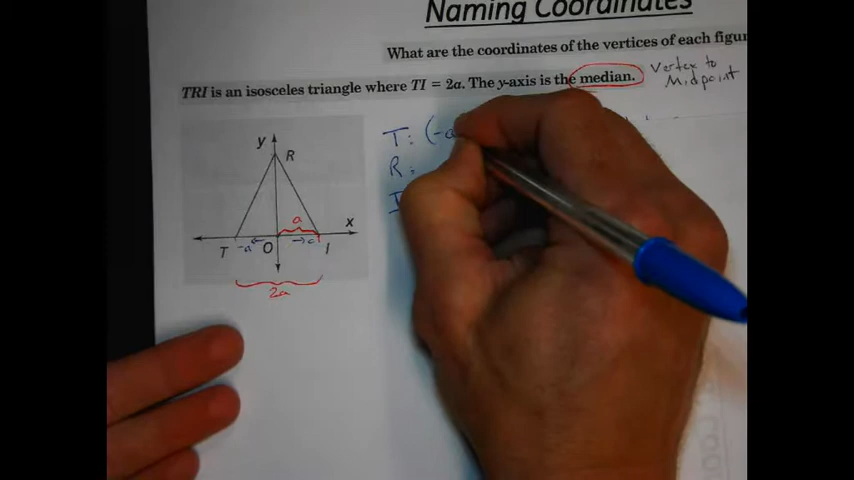 Naming Coordinates
What are the coordinates of the vertices of each figur
TRI is an isosceles triangle where TI = 2a. The y-axis is the median.
Vertex to
Midpoint
y
R
a
x
T -a O I
2a
T: (-a
R:
I